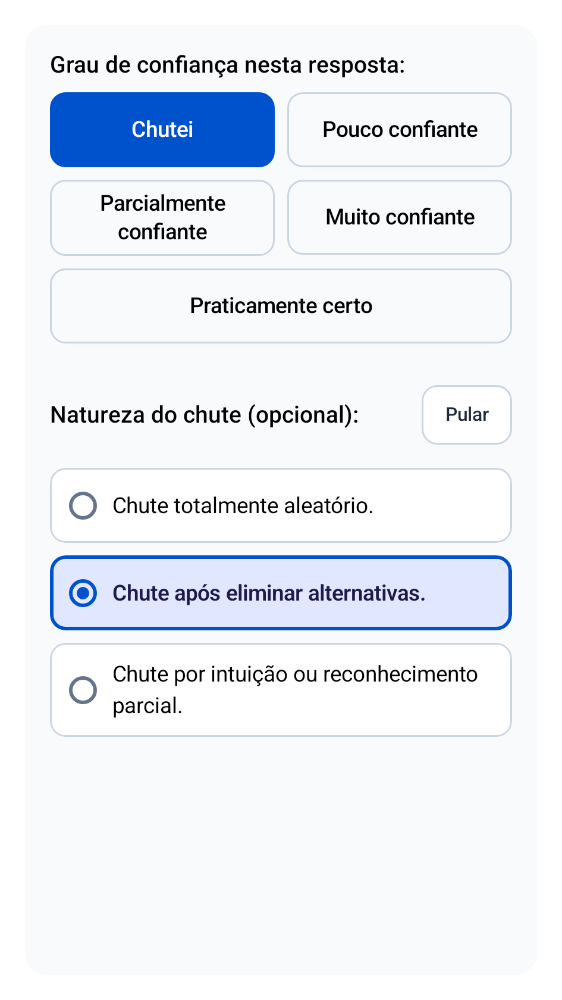 Grau de confiança nesta resposta:
Chutei
Pouco confiante
Parcialmente
confiante
Muito confiante
Praticamente certo
Natureza do chute (opcional):
Pular
Chute totalmente aleatório.
Chute após eliminar alternativas.
Chute por intuição ou reconhecimento
parcial.